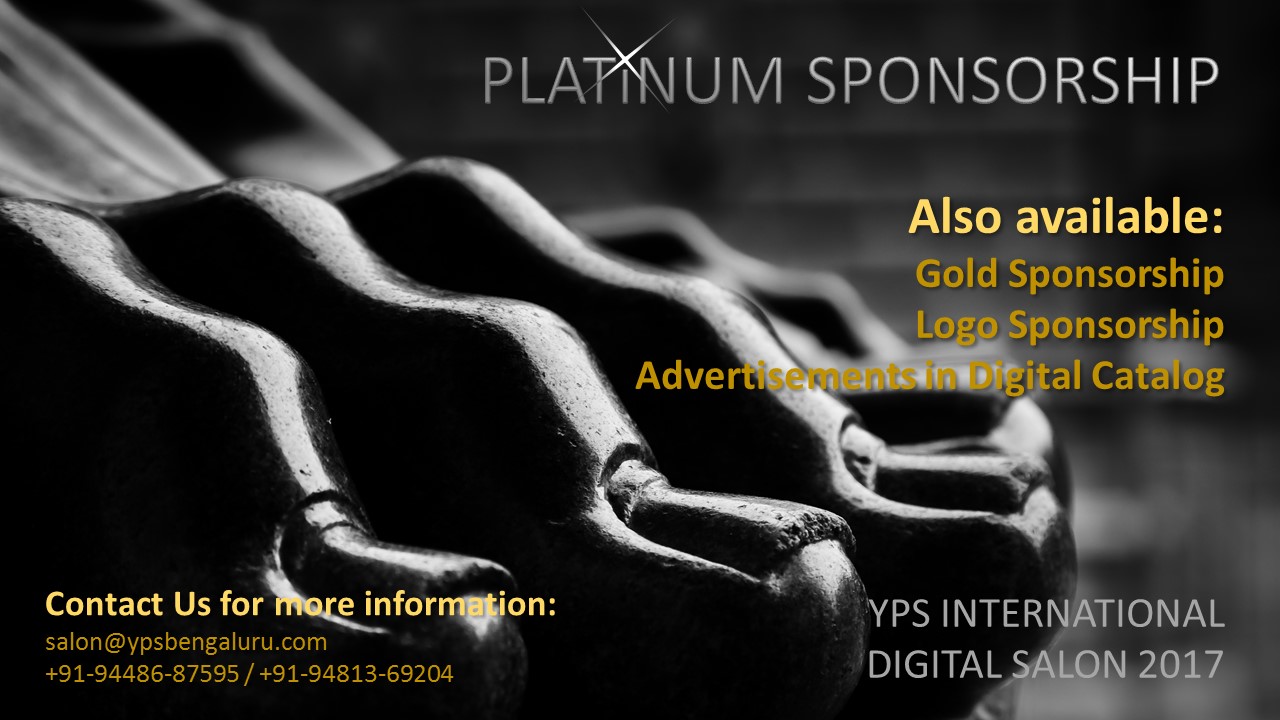 PLATINUM SPONSORSHIP
Also available:
Gold Sponsorship
Logo Sponsorship
Advertisements in Digital Catalog
Contact Us for more information:
salon@ypsbengaluru.com
+91-94486-87595 / +91-94813-69204
YPS INTERNATIONAL
DIGITAL SALON 2017